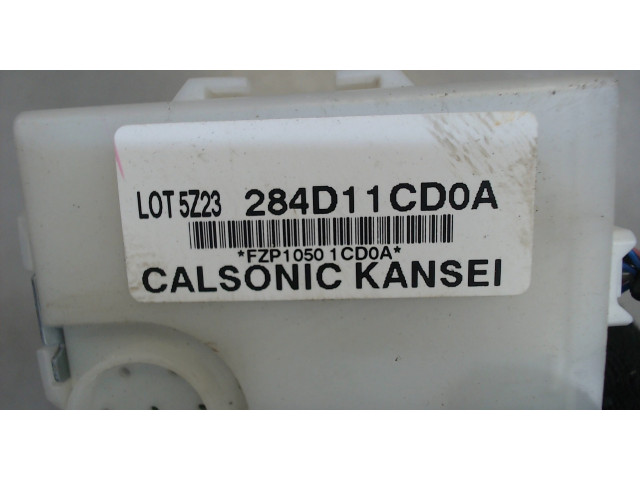 LOT 5Z23 284D11CD0A
*FZP1050 1CD0A*
CALSONIC KANSEI